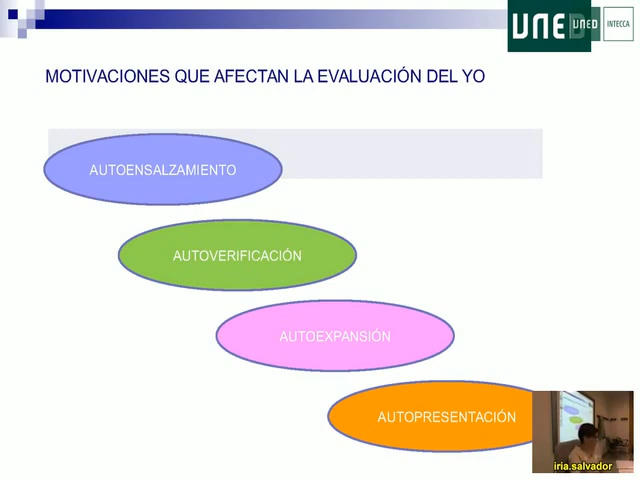 UNED
UNED
INTECCA
MOTIVACIONES QUE AFECTAN LA EVALUACIÓN DEL YO
AUTOENSALZAMIENTO
AUTOVERIFICACIÓN
AUTOEXPANSIÓN
AUTOPRESENTACIÓN
iria.salvador